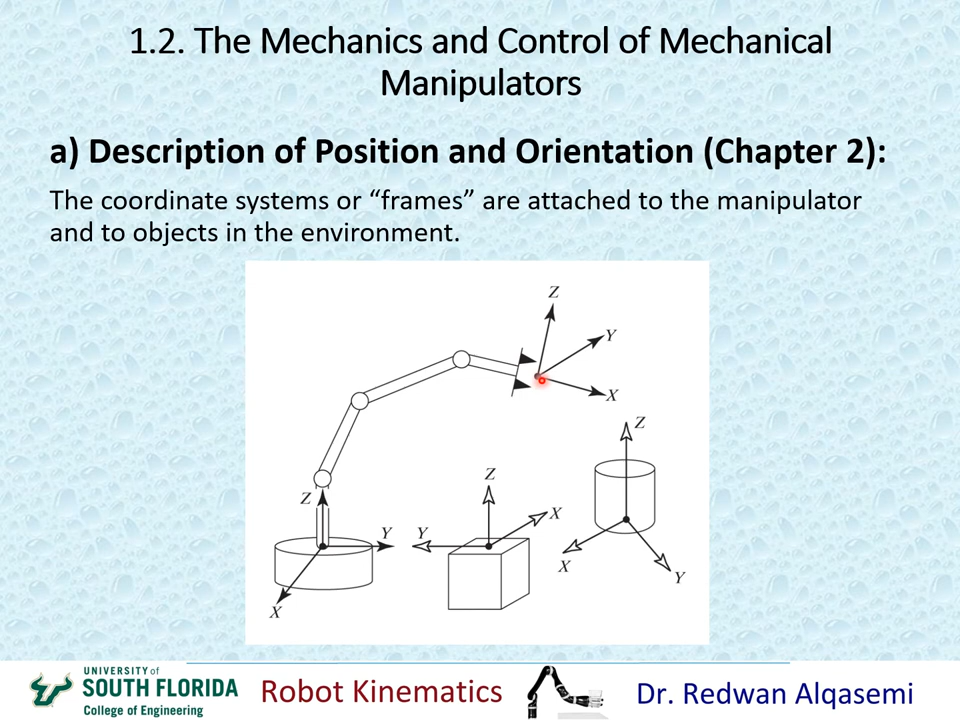 1.2. The Mechanics and Control of Mechanical
Manipulators
a) Description of Position and Orientation (Chapter 2):
The coordinate systems or “frames” are attached to the manipulator
and to objects in the environment.
Z
Y
X
Z
Z
Z
Y
Y
X
X
Y
X
UNIVERSITY of
SOUTH FLORIDA
College of Engineering
Robot Kinematics
Dr. Redwan Alqasemi